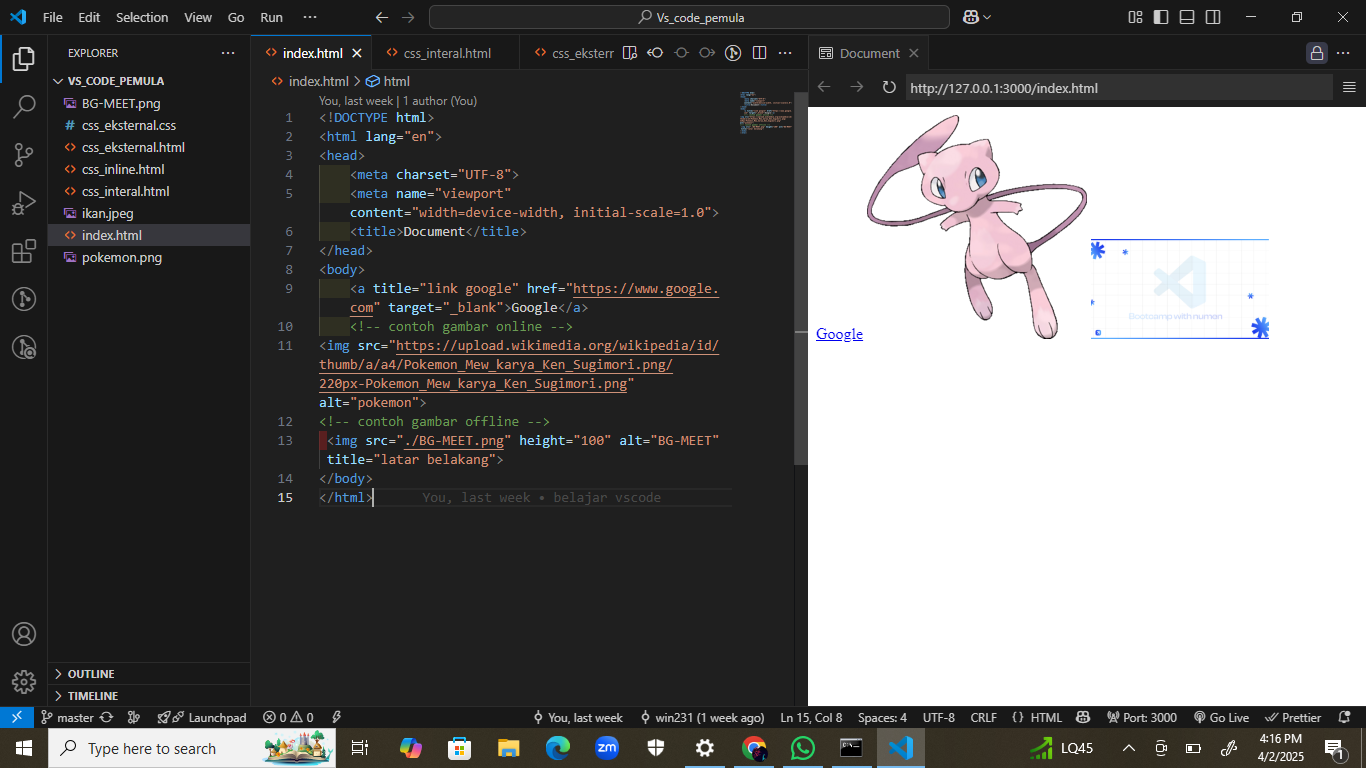 File Edit Selection View Go Run ··· Vs_code_pemula
EXPLORER ···
VS_CODE_PEMULA
BG-MEET.png
# css_eksternal.css
<> css_eksternal.html
<> css_inline.html
<> css_interal.html
ikan.jpeg
<> index.html
pokemon.png
OUTLINE
TIMELINE
<> index.html × <> css_interal.html <> css_eksterr ···
<> index.html > html
You, last week | 1 author (You)
1 <!DOCTYPE html>
2 <html lang="en">
3 <head>
4 <meta charset="UTF-8">
5 <meta name="viewport"
content="width=device-width, initial-scale=1.0">
6 <title>Document</title>
7 </head>
8 <body>
9 <a title="link google" href="https://www.google.
com" target="_blank">Google</a>
10 <!-- contoh gambar online -->
11 <img src="https://upload.wikimedia.org/wikipedia/id/
thumb/a/a4/Pokemon_Mew_karya_Ken_Sugimori.png/
220px-Pokemon_Mew_karya_Ken_Sugimori.png"
alt="pokemon">
12 <!-- contoh gambar offline -->
13 <img src="./BG-MEET.png" height="100" alt="BG-MEET"
title="latar belakang">
14 </body>
15 </html> You, last week • belajar vscode
Document × ···
http://127.0.0.1:3000/index.html
Google
Bootcamp with numan
master Launchpad 0 0 You, last week win231 (1 week ago) Ln 15, Col 8 Spaces: 4 UTF-8 CRLF {} HTML Port: 3000 Go Live Prettier
Type here to search zm LQ45 4:16 PM
4/2/2025 1